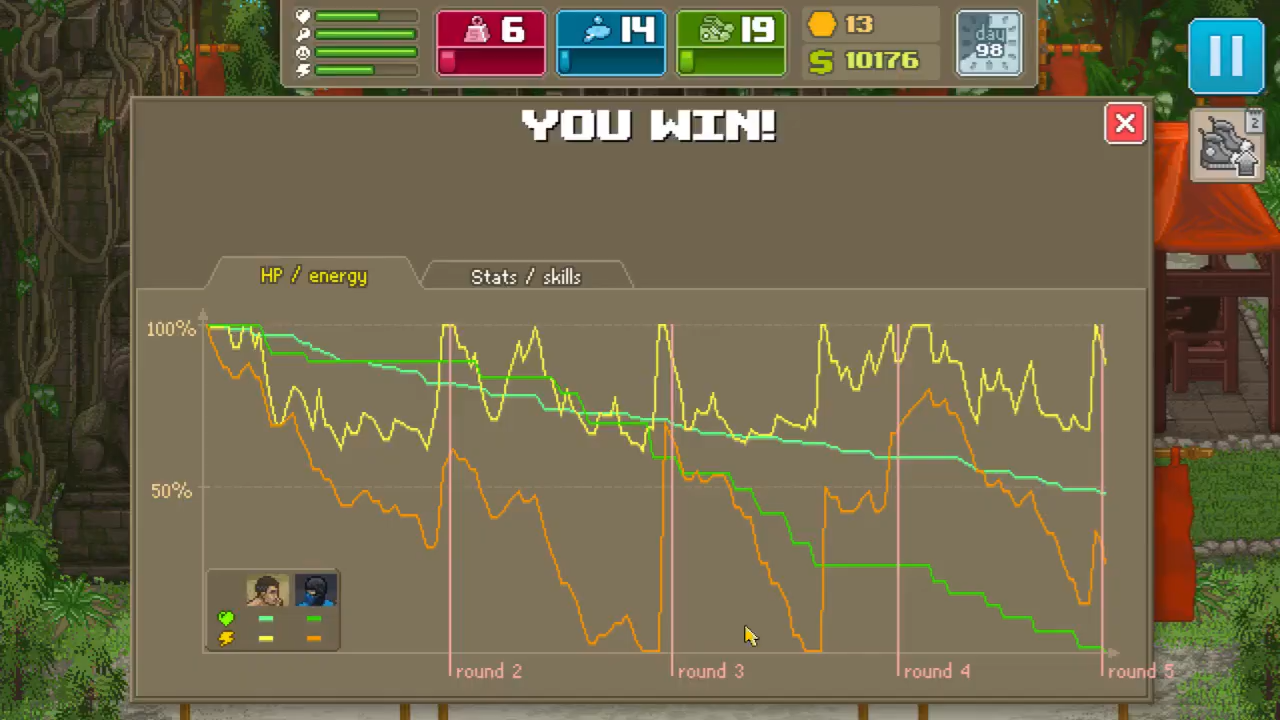 6
14
19
13
10176
day
98
2
YOU WIN!
HP / energy
Stats / skills
100%
50%
round 2
round 3
round 4
round 5